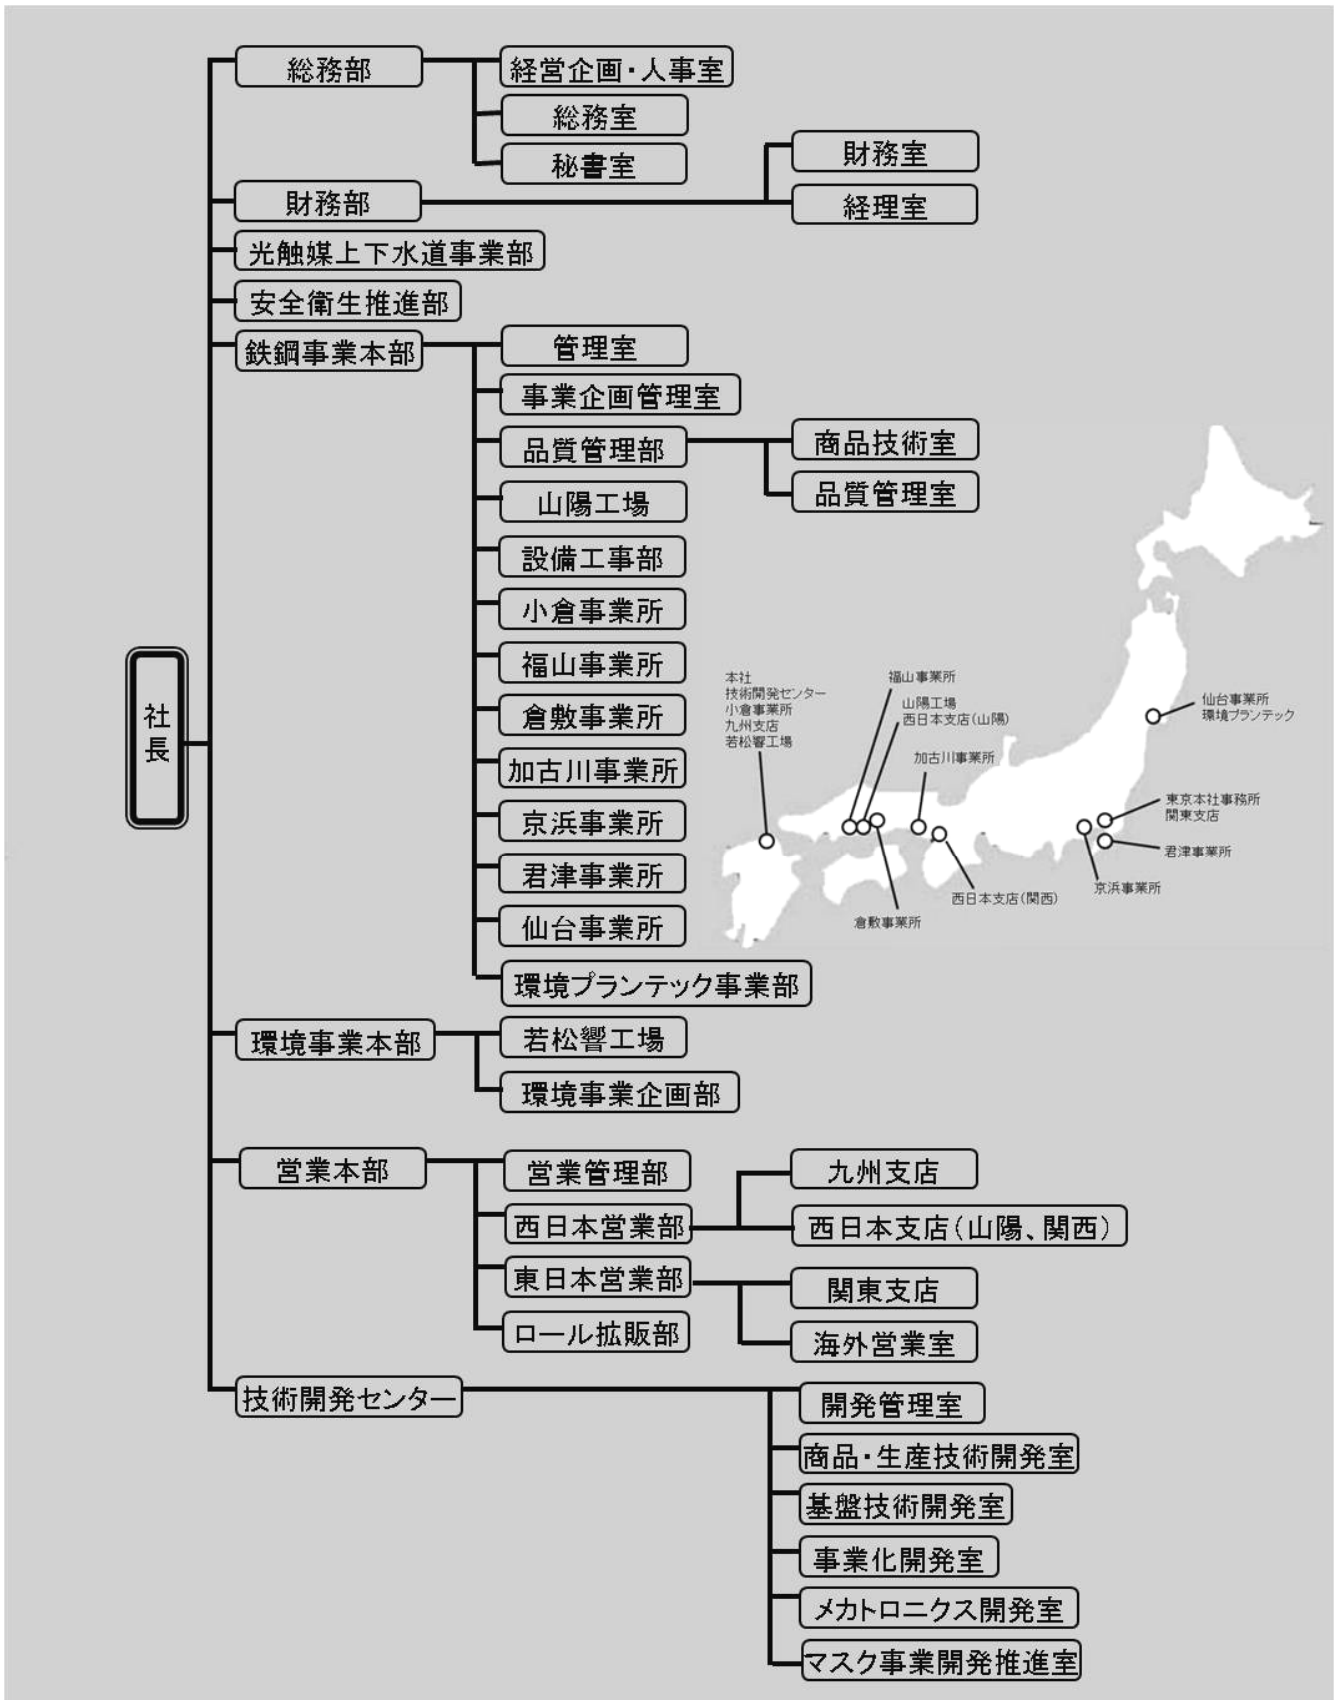 総務部
経営企画・人事室
総務室
秘書室
財務部
財務室
経理室
光触媒上下水道事業部
安全衛生推進部
鉄鋼事業本部
管理室
事業企画管理室
品質管理部
商品技術室
品質管理室
山陽工場
設備工事部
小倉事業所
福山事業所
倉敷事業所
加古川事業所
京浜事業所
君津事業所
仙台事業所
環境プランテック事業部
社長
環境事業本部
若松響工場
環境事業企画部
営業本部
営業管理部
西日本営業部
九州支店
西日本支店（山陽、関西）
東日本営業部
関東支店
海外営業室
ロール拡販部
技術開発センター
開発管理室
商品・生産技術開発室
基盤技術開発室
事業化開発室
メカトロニクス開発室
マスク事業開発推進室
本社
技術開発センター
小倉事業所
九州支店
若松響工場
福山事業所
山陽工場
西日本支店（山陽）
加古川事業所
仙台事業所
環境プランテック
東京本社事務所
関東支店
君津事業所
京浜事業所
西日本支店（関西）
倉敷事業所